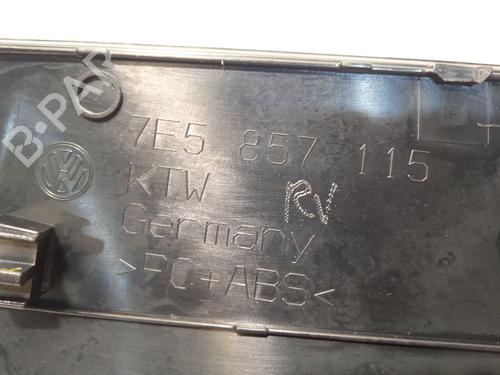 B-PAR
7E5 857 115
KTW
RV
Germany
>PC+ABS<